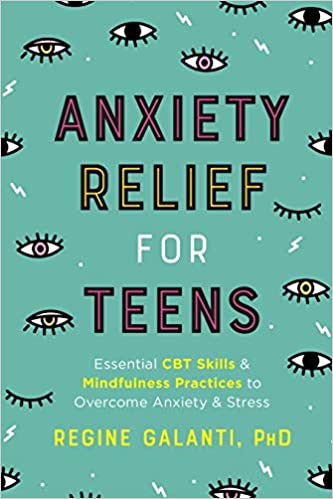 ANXIETY
RELIEF
FOR
TEENS
Essential CBT Skills &
Mindfulness Practices to
Overcome Anxiety & Stress
REGINE GALANTI, PHD